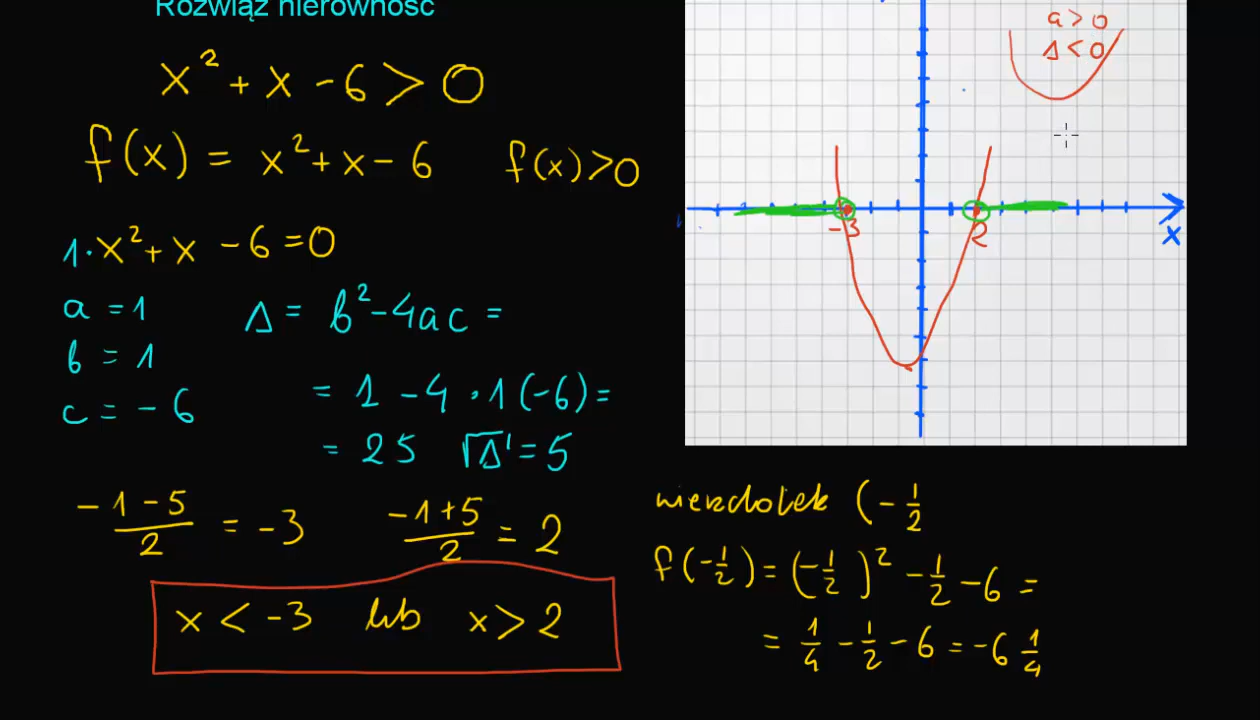 Rozwiąż nierówność
x² + x - 6 > 0
f(x) = x² + x - 6 f(x) > 0
1·x² + x - 6 = 0
a = 1 Δ = b² - 4ac =
b = 1
c = - 6 = 1 - 4 · 1(-6) =
= 25 √Δ = 5
(-1-5)/2 = -3 (-1+5)/2 = 2
x < -3 lub x > 2
a > 0
Δ < 0
-3 2
x
wierzchołek (-1/2
f(-1/2) = (-1/2)² - 1/2 - 6 =
= 1/4 - 1/2 - 6 = -6 1/4